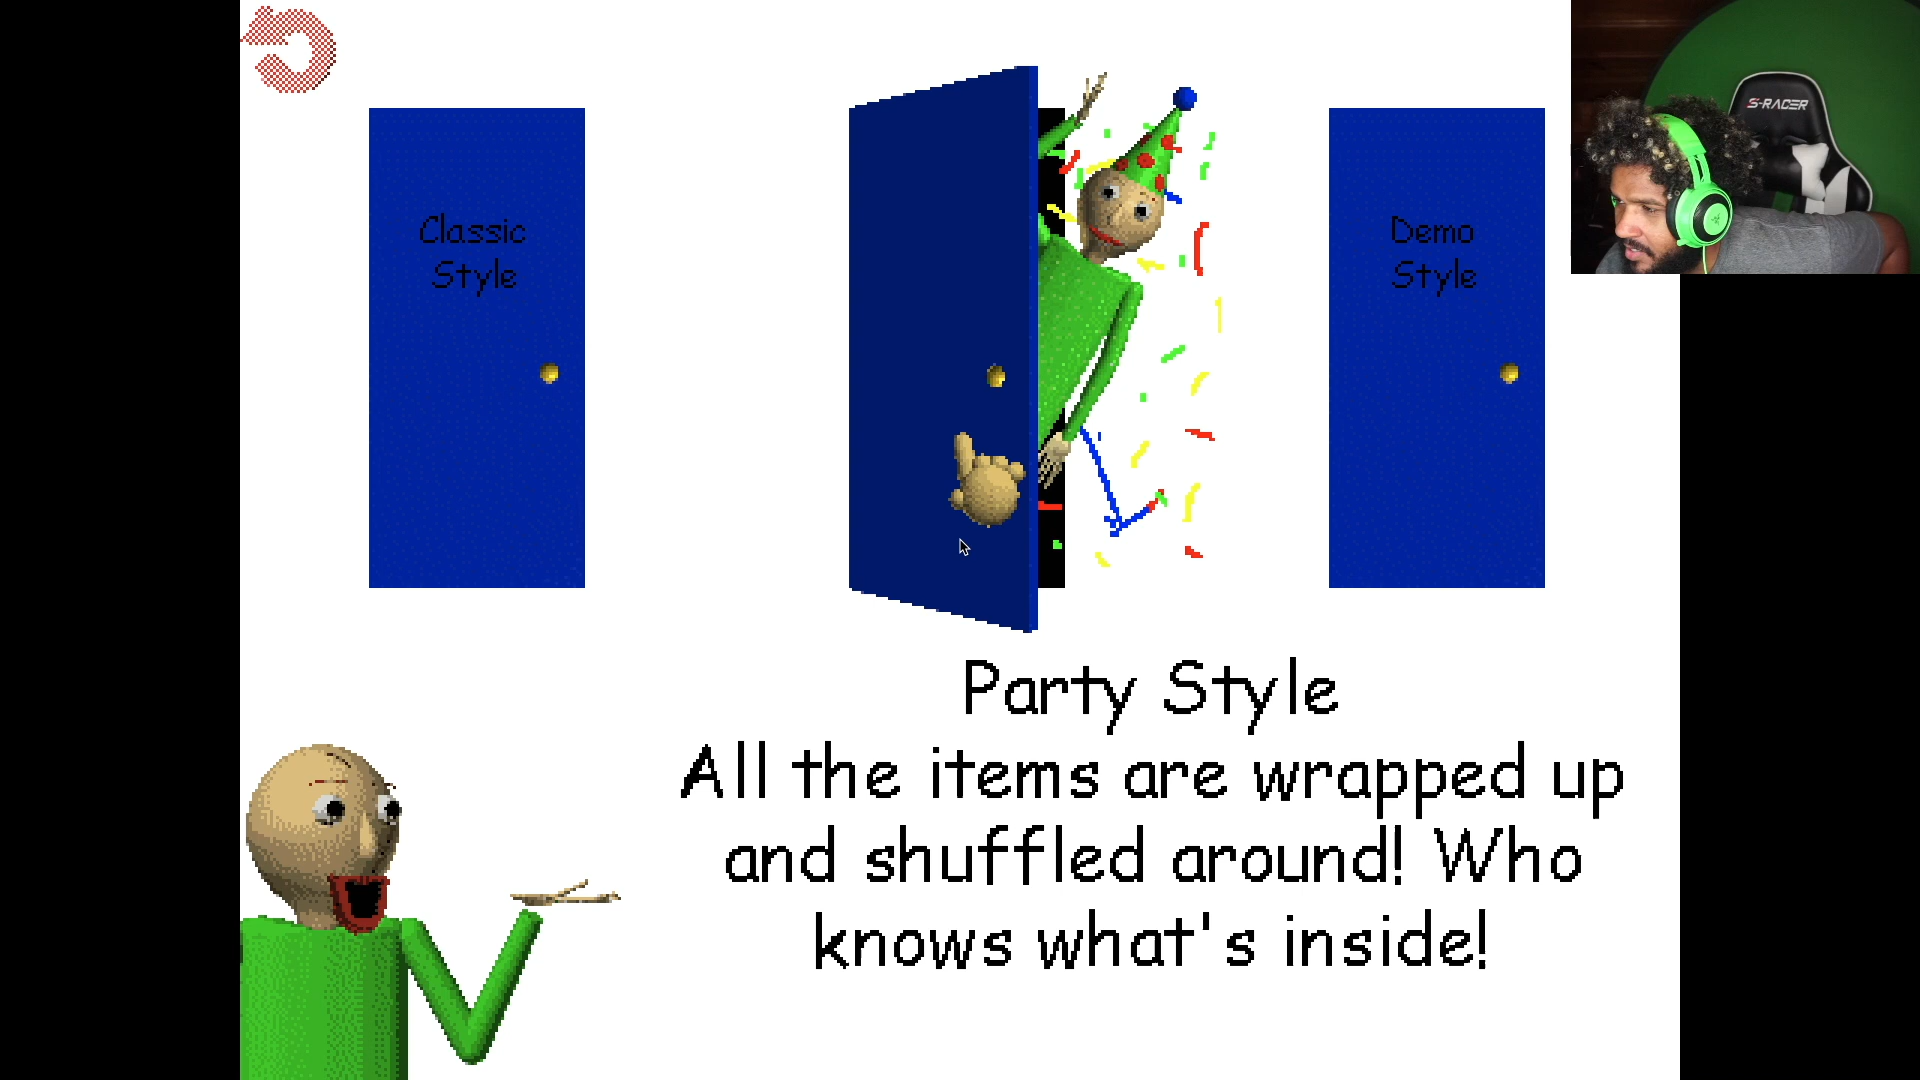 Classic
Style
Demo
Style
S-RACER
Party Style
All the items are wrapped up
and shuffled around! Who
knows what's inside!